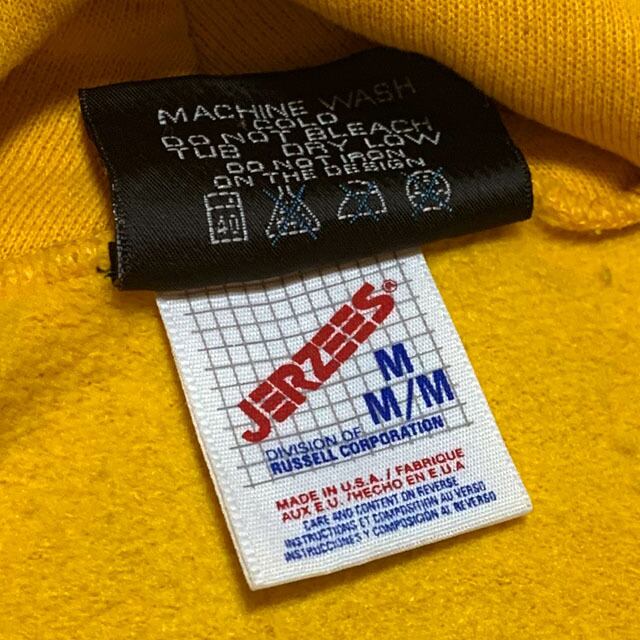 MACHINE WASH
COLD
DO NOT BLEACH
TUB DRY LOW
DO NOT IRON
ON THE DESIGN
40
JERZEES®
M
M/M
DIVISION OF
RUSSELL CORPORATION
MADE IN U.S.A./ FABRIQUE
AUX E.U. /HECHO EN E.U.A
CARE AND CONTENT ON REVERSE
INSTRUCTIONS ET COMPOSITION AU VERSO
INSTRUCCIONES Y COMPOSICION AL REVERSO